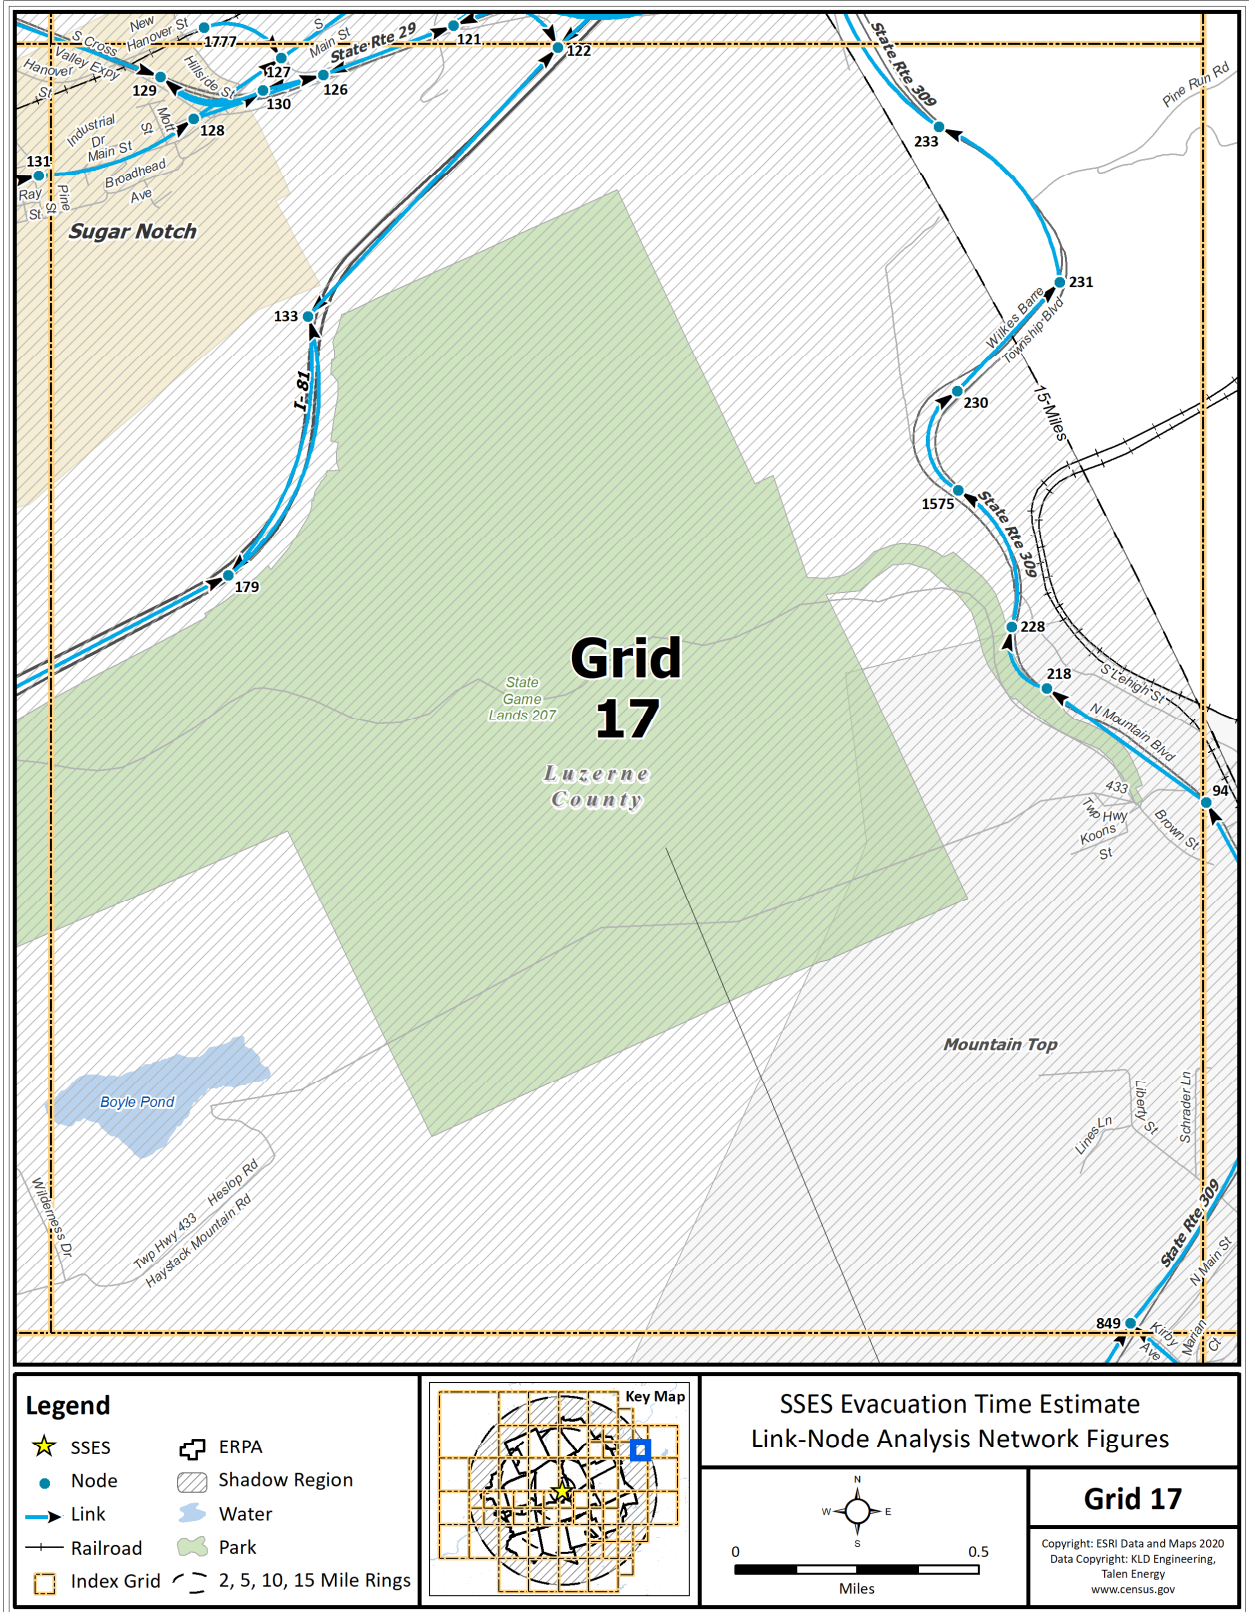 New
Hanover St
S
Main St
State Rte 29
121
122
1777
S Cross
Valley Expy
Hanover
St
Hillside St
127
129
130
126
128
Mott
St
Industrial
Dr
Main St
Broadhead
Ave
131
Ray
St
Pine
St
Sugar Notch
State Rte 309
Pine Run Rd
233
231
Wilkes Barre
Township Blvd
133
I- 81
230
15-Miles
1575
State Rte 309
179
228
218
S Lehigh St
N Mountain Blvd
94
433
Two Hwy
Koons
St
Brown St
Grid
17
State
Game
Lands 207
Luzerne
County
Mountain Top
Boyle Pond
Liberty St
Schrader Ln
Lines Ln
Wilderness Dr
Heslop Rd
Twp Hwy 433
Haystack Mountain Rd
State Rte 309
N Main St
849
Kirby
Ave
Marian
Ct
Legend
SSES
ERPA
Node
Shadow Region
Link
Water
Railroad
Park
Index Grid
2, 5, 10, 15 Mile Rings
Key Map
SSES Evacuation Time Estimate
Link-Node Analysis Network Figures
N
W
E
S
0
0.5
Miles
Grid 17
Copyright: ESRI Data and Maps 2020
Data Copyright: KLD Engineering,
Talen Energy
www.census.gov